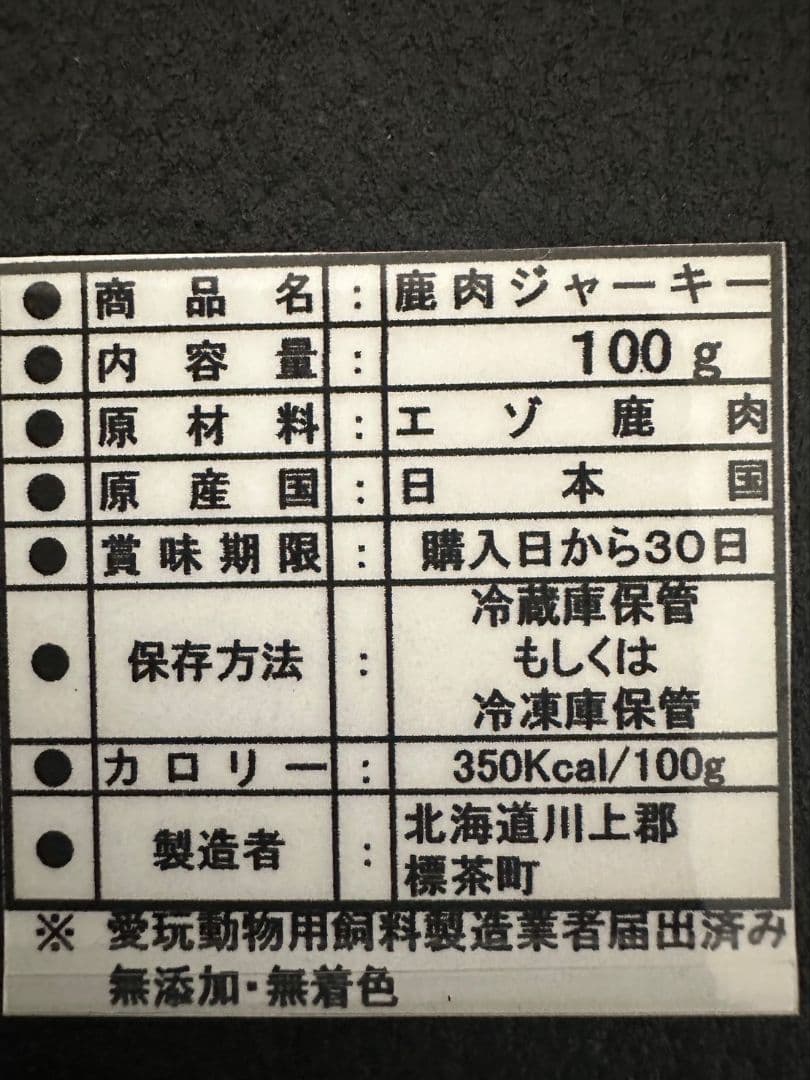 ● 商品名 : 鹿肉ジャーキー
● 内容量 : 100g
● 原材料 : エゾ鹿肉
● 原産国 : 日本国
● 賞味期限 : 購入日から30日
● 保存方法 : 冷蔵庫保管
もしくは
冷凍庫保管
● カロリー : 350Kcal/100g
● 製造者 : 北海道川上郡
標茶町
※ 愛玩動物用飼料製造業者届出済み
無添加・無着色